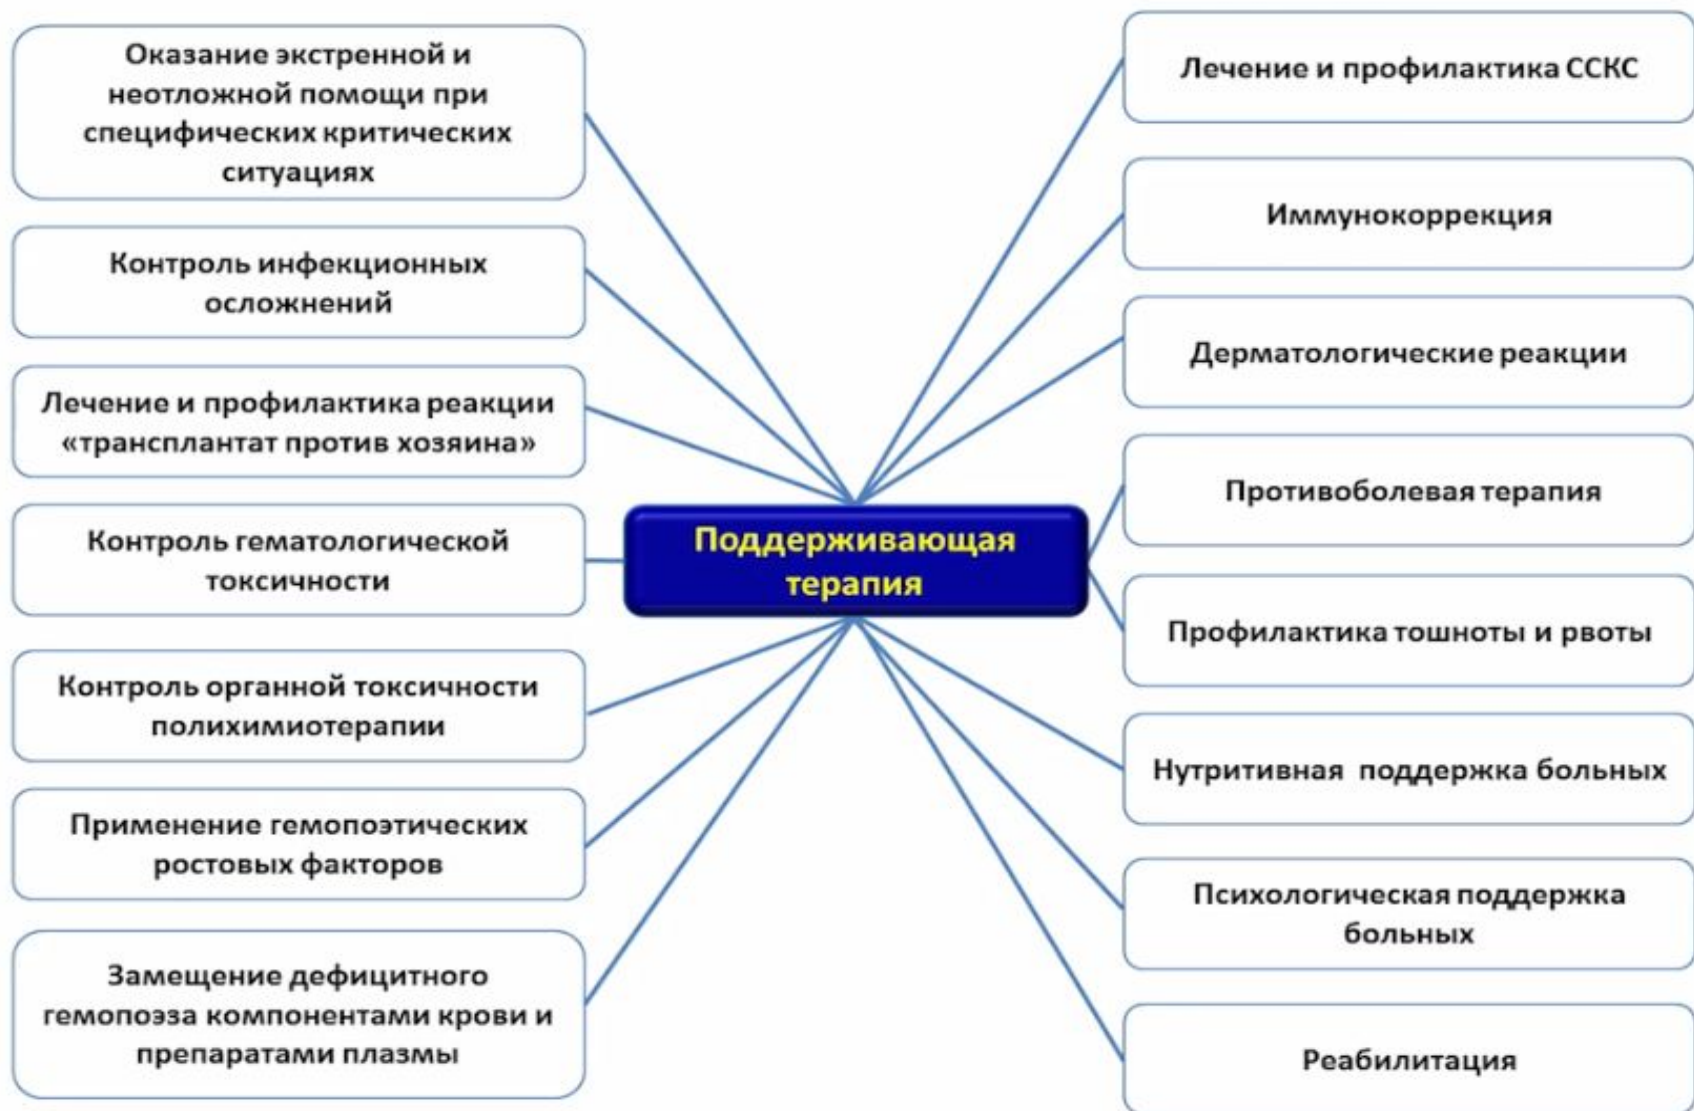 Оказание экстренной и
неотложной помощи при
специфических критических
ситуациях
Контроль инфекционных
осложнений
Лечение и профилактика реакции
«трансплантат против хозяина»
Контроль гематологической
токсичности
Контроль органной токсичности
полихимиотерапии
Применение гемопоэтических
ростовых факторов
Замещение дефицитного
гемопоэза компонентами крови и
препаратами плазмы
Поддерживающая
терапия
Лечение и профилактика ССКС
Иммунокоррекция
Дерматологические реакции
Противоболевая терапия
Профилактика тошноты и рвоты
Нутритивная поддержка больных
Психологическая поддержка
больных
Реабилитация